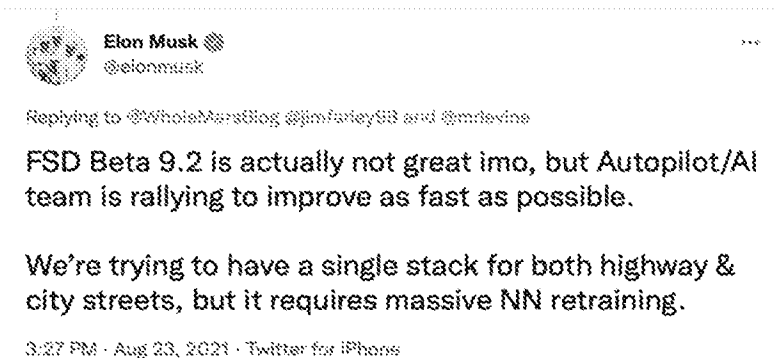 Elon Musk
@elonmusk
Replying to @WholeMarsBlog @jimfarley98 and @mrlevine
FSD Beta 9.2 is actually not great imo, but Autopilot/AI
team is rallying to improve as fast as possible.
We're trying to have a single stack for both highway &
city streets, but it requires massive NN retraining.
3:27 PM · Aug 23, 2021 · Twitter for iPhone